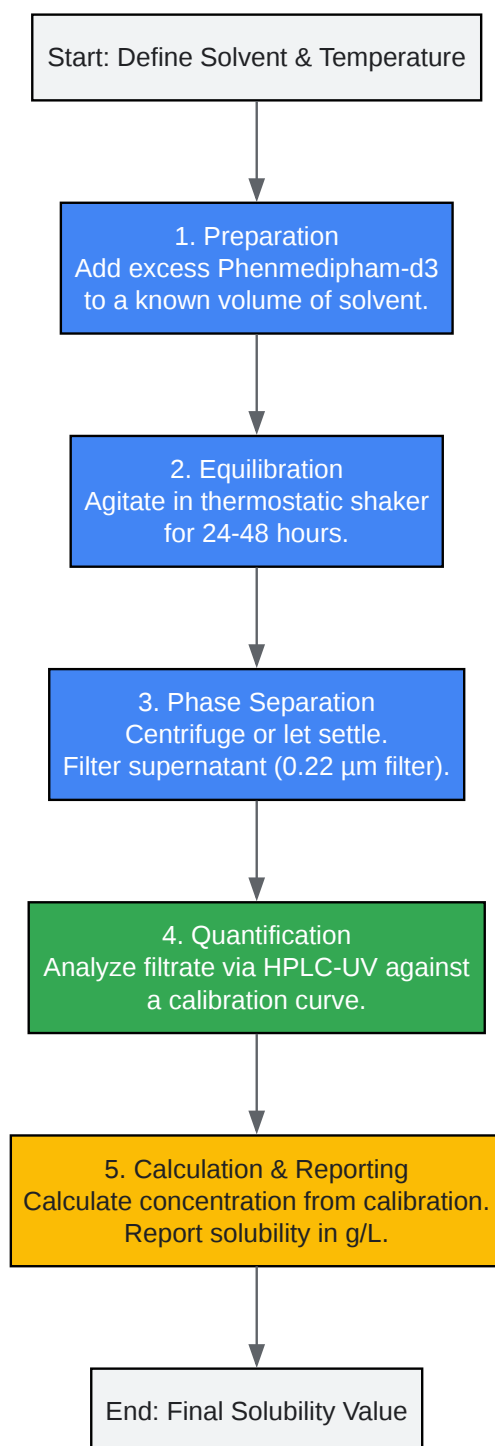 Start: Define Solvent & Temperature
1. Preparation
Add excess Phenmedipham-d3
to a known volume of solvent.
2. Equilibration
Agitate in thermostatic shaker
for 24-48 hours.
3. Phase Separation
Centrifuge or let settle.
Filter supernatant (0.22 µm filter).
4. Quantification
Analyze filtrate via HPLC-UV against
a calibration curve.
5. Calculation & Reporting
Calculate concentration from calibration.
Report solubility in g/L.
End: Final Solubility Value